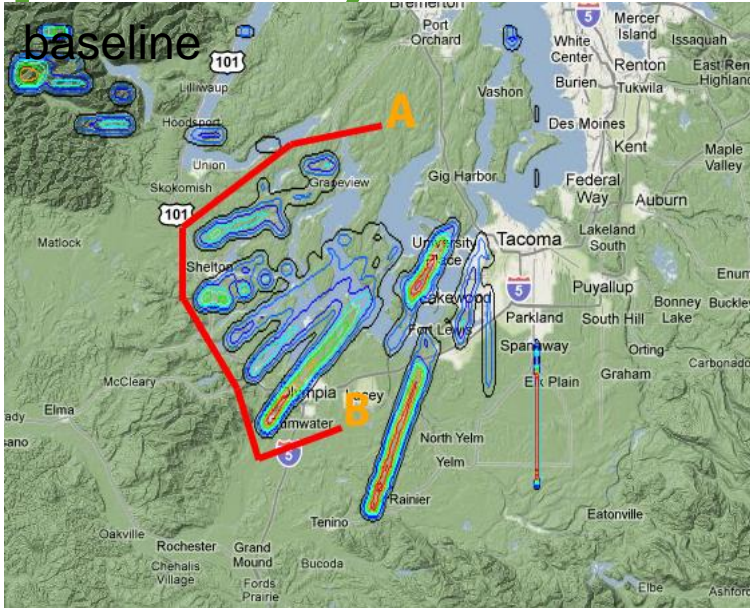 baseline
Bremerton
Port
Orchard
5
Mercer
Island
Issaquah
White
Center
Renton
East Ren
Highland
101
Burien
Tukwila
Lilliwaup
Vashon
Hoodsport
A
Des Moines
Kent
Maple
Valley
Union
Grapeview
Gig Harbor
Skokomish
Federal
Way
Auburn
101
Matlock
University
Place
Tacoma
Lakeland
South
Shelton
Enum
5
Puyallup
Lakewood
Bonney
Lake
Buckley
Parkland
South Hill
Fort Lewis
Spanaway
Orting
Carbonado
McCleary
Elk Plain
Graham
Olympia
Lacey
Elma
B
Tumwater
North Yelm
5
Yelm
Rainier
Eatonville
Tenino
Oakville
Rochester
Grand
Mound
Bucoda
Chehalis
Village
Fords
Prairie
Elbe
Ashford